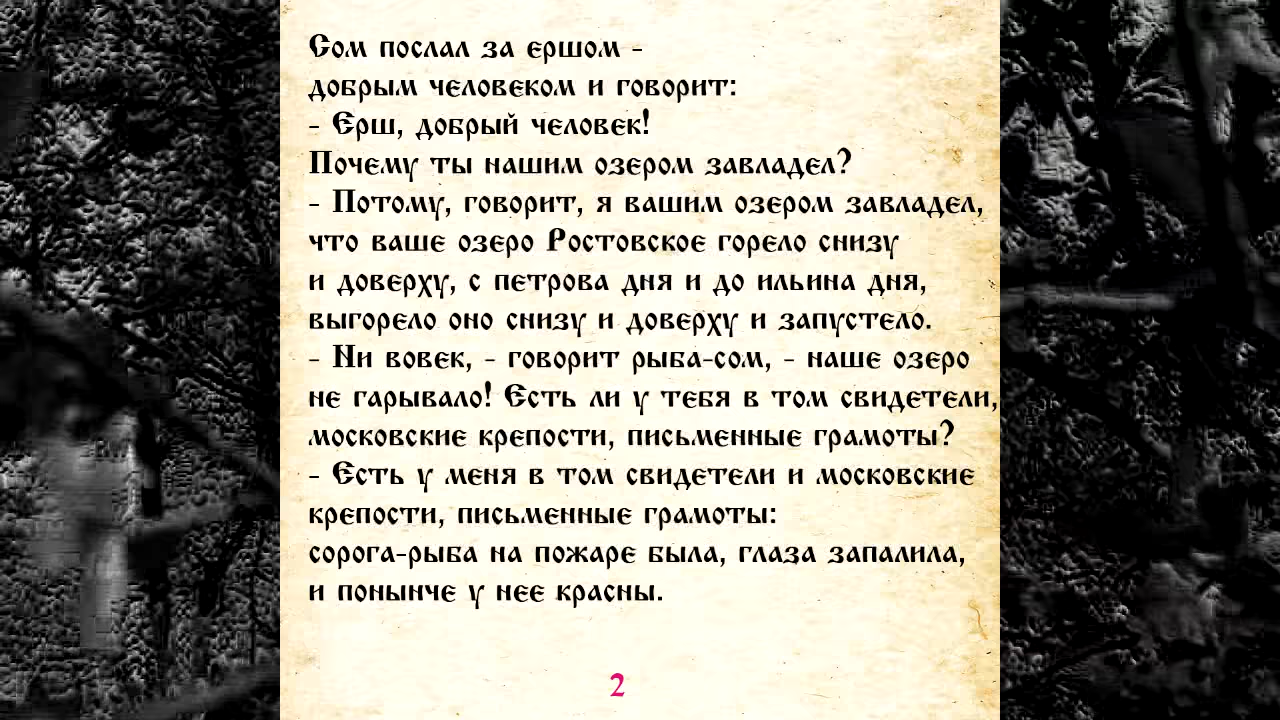 Сом послал за ершом -
добрым человеком и говорит:
- Ерш, добрый человек!
Почему ты нашим озером завладел?
- Потому, говорит, я вашим озером завладел,
что ваше озеро Ростовское горело снизу
и доверху, с петрова дня и до ильина дня,
выгорело оно снизу и доверху и запустело.
- Ни вовек, - говорит рыба-сом, - наше озеро
не гарывало! Есть ли у тебя в том свидетели,
московские крепости, письменные грамоты?
- Есть у меня в том свидетели и московские
крепости, письменные грамоты:
сорога-рыба на пожаре была, глаза запалила,
и понынче у нее красны.
2